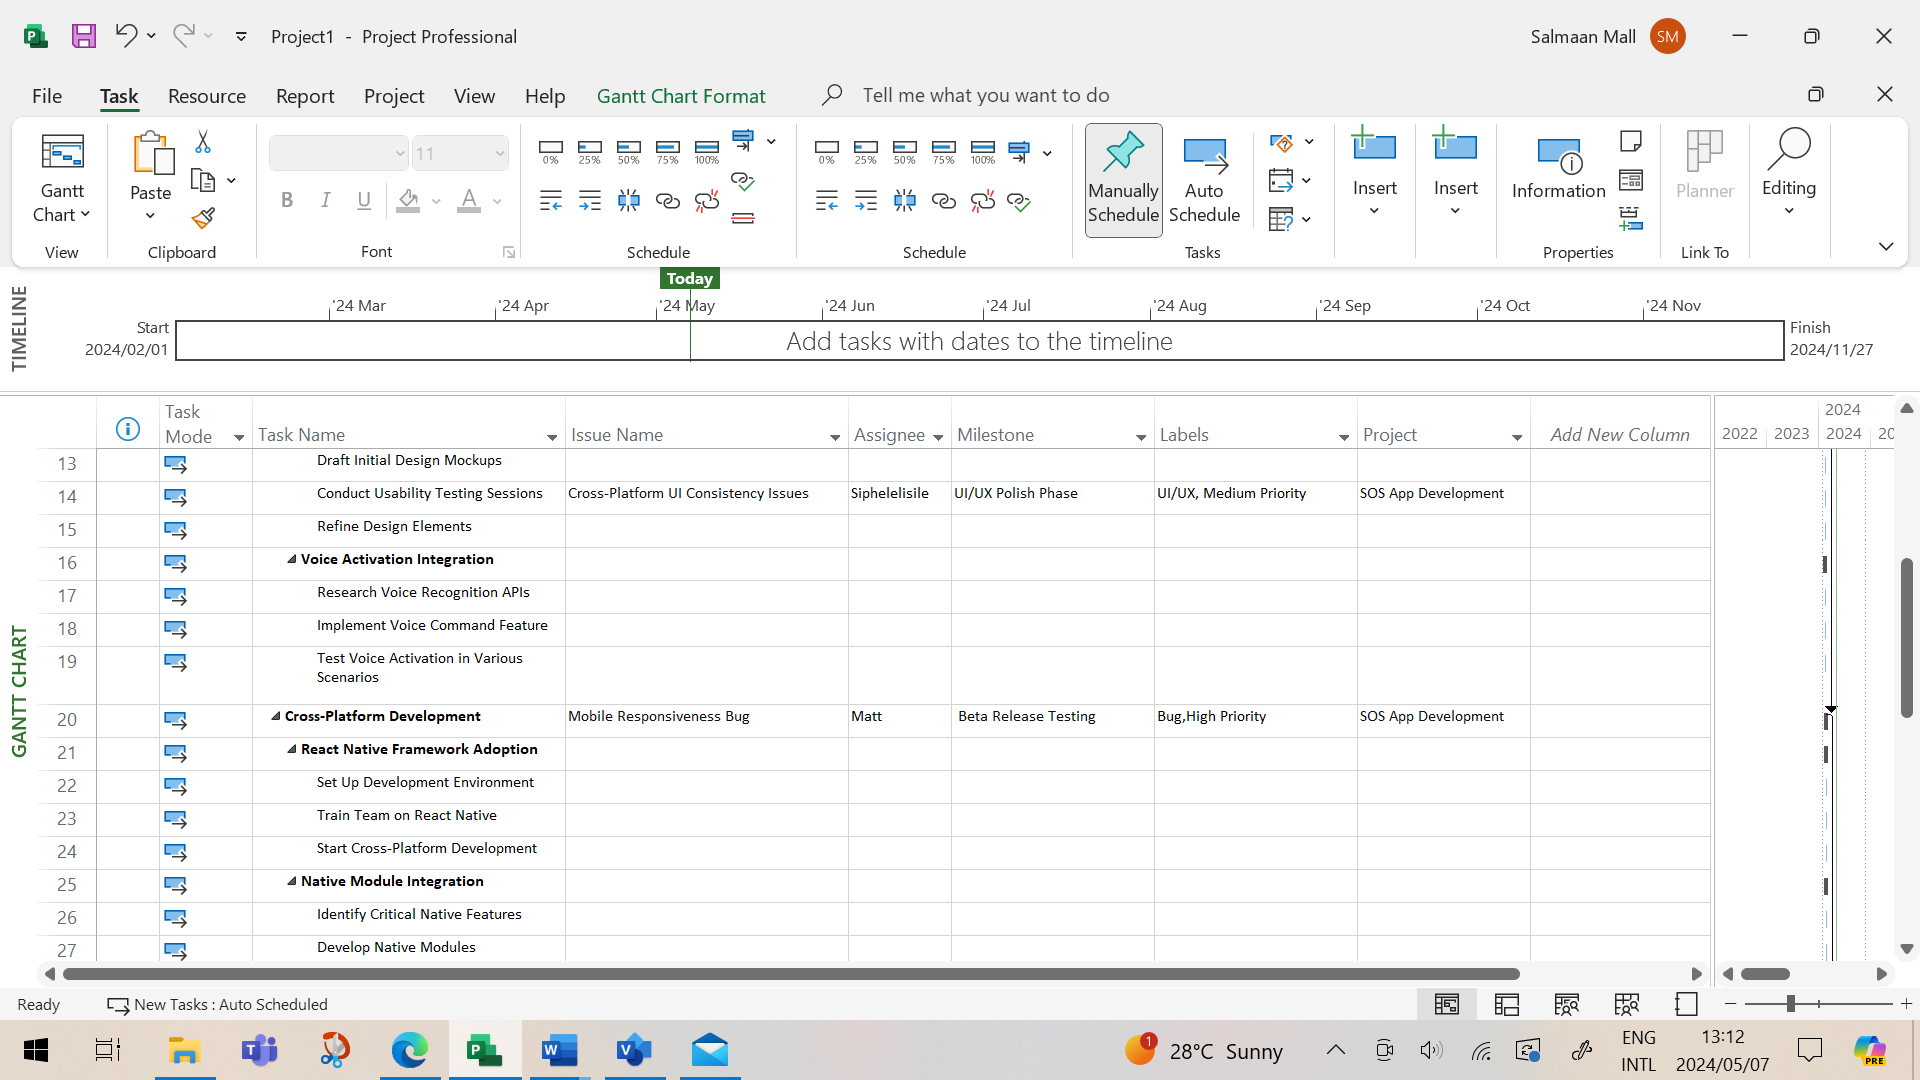 Project1 - Project Professional
Salmaan Mall SM
File Task Resource Report Project View Help Gantt Chart Format Tell me what you want to do
Gantt Chart
View
Paste
Clipboard
11
B I U A
Font
0% 25% 50% 75% 100%
Schedule
0% 25% 50% 75% 100%
Schedule
Manually Schedule
Auto Schedule
Tasks
Insert
Insert
Information
Properties
Planner
Link To
Editing
TIMELINE
Today
'24 Mar '24 Apr '24 May '24 Jun '24 Jul '24 Aug '24 Sep '24 Oct '24 Nov
Start
2024/02/01
Add tasks with dates to the timeline
Finish
2024/11/27
GANTT CHART
Task Mode Task Name Issue Name Assignee Milestone Labels Project Add New Column
2024
2022 2023 2024 20
13 Draft Initial Design Mockups
14 Conduct Usability Testing Sessions Cross-Platform UI Consistency Issues Siphelelisile UI/UX Polish Phase UI/UX, Medium Priority SOS App Development
15 Refine Design Elements
16 Voice Activation Integration
17 Research Voice Recognition APIs
18 Implement Voice Command Feature
19 Test Voice Activation in Various
Scenarios
20 Cross-Platform Development Mobile Responsiveness Bug Matt Beta Release Testing Bug,High Priority SOS App Development
21 React Native Framework Adoption
22 Set Up Development Environment
23 Train Team on React Native
24 Start Cross-Platform Development
25 Native Module Integration
26 Identify Critical Native Features
27 Develop Native Modules
Ready New Tasks : Auto Scheduled
1 28°C Sunny
ENG
INTL
13:12
2024/05/07
PRE